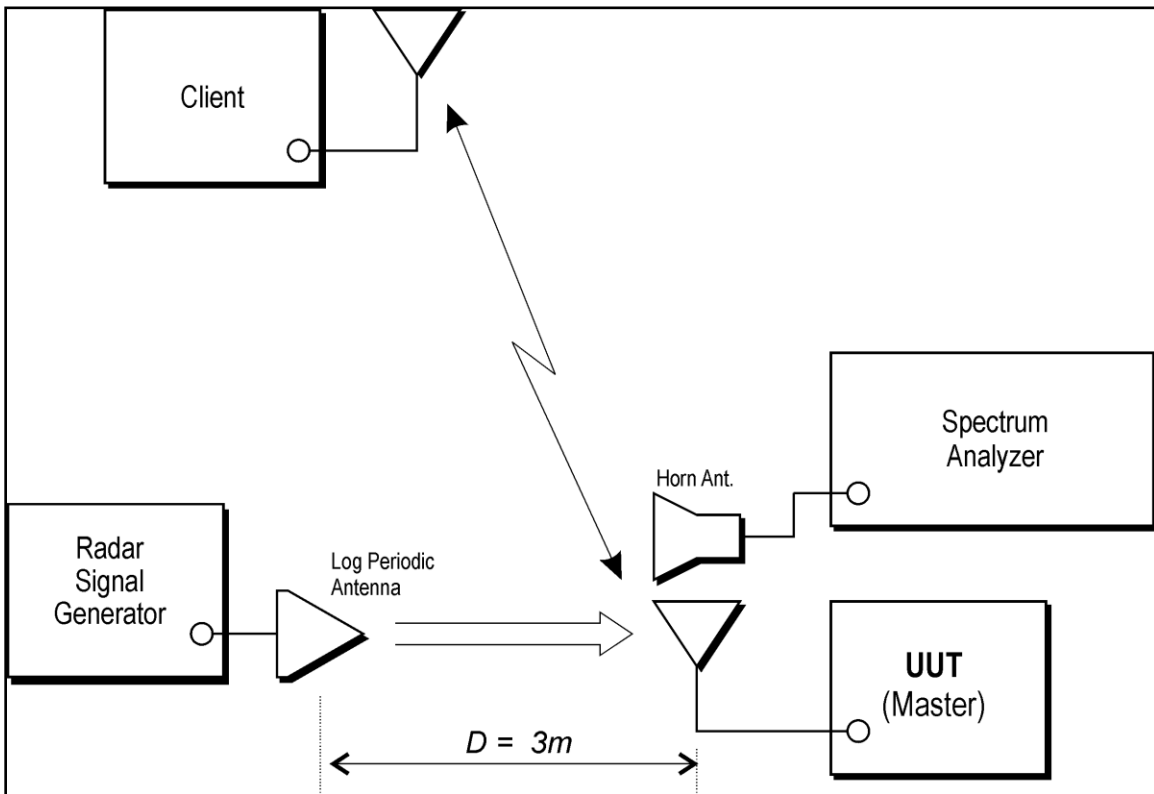 Client
Spectrum
Analyzer
Horn Ant.
Radar
Signal
Generator
Log Periodic
Antenna
UUT
(Master)
D = 3m